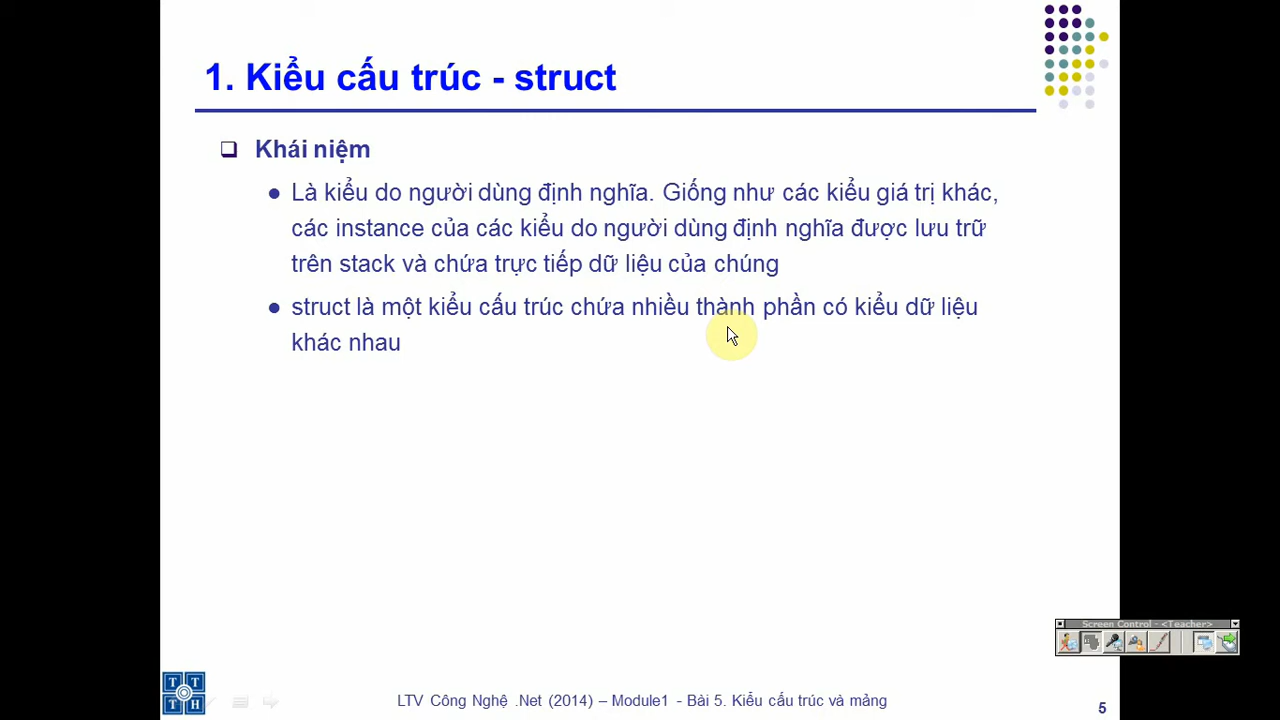 1. Kiểu cấu trúc - struct
Khái niệm
Là kiểu do người dùng định nghĩa. Giống như các kiểu giá trị khác,
các instance của các kiểu do người dùng định nghĩa được lưu trữ
trên stack và chứa trực tiếp dữ liệu của chúng
struct là một kiểu cấu trúc chứa nhiều thành phần có kiểu dữ liệu
khác nhau
Screen Control - <Teacher>
T T
T H
LTV Công Nghệ .Net (2014) – Module1 - Bài 5. Kiểu cấu trúc và mảng
5